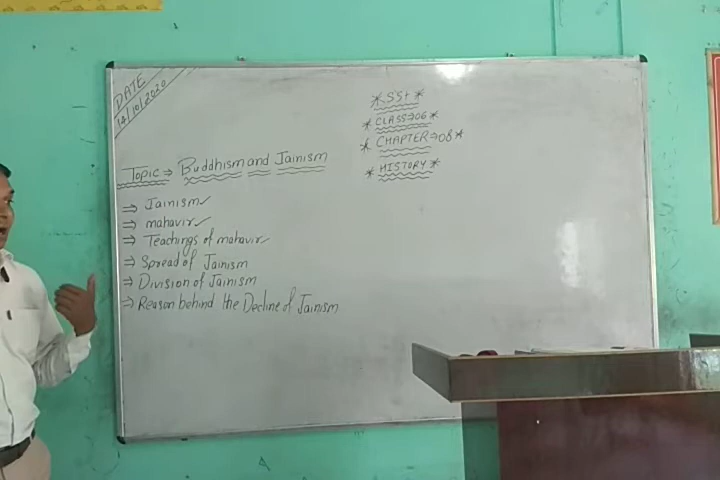 DATE
14/10/2020
*SSt*
*CLASS→06*
*CHAPTER→08*
*HISTORY*
Topic ⇒ Buddhism and Jainism
⇒ Jainism✓
⇒ mahavir✓
⇒ Teachings of mahavir✓
⇒ Spread of Jainism
⇒ Division of Jainism
⇒ Reason behind the Decline of Jainism